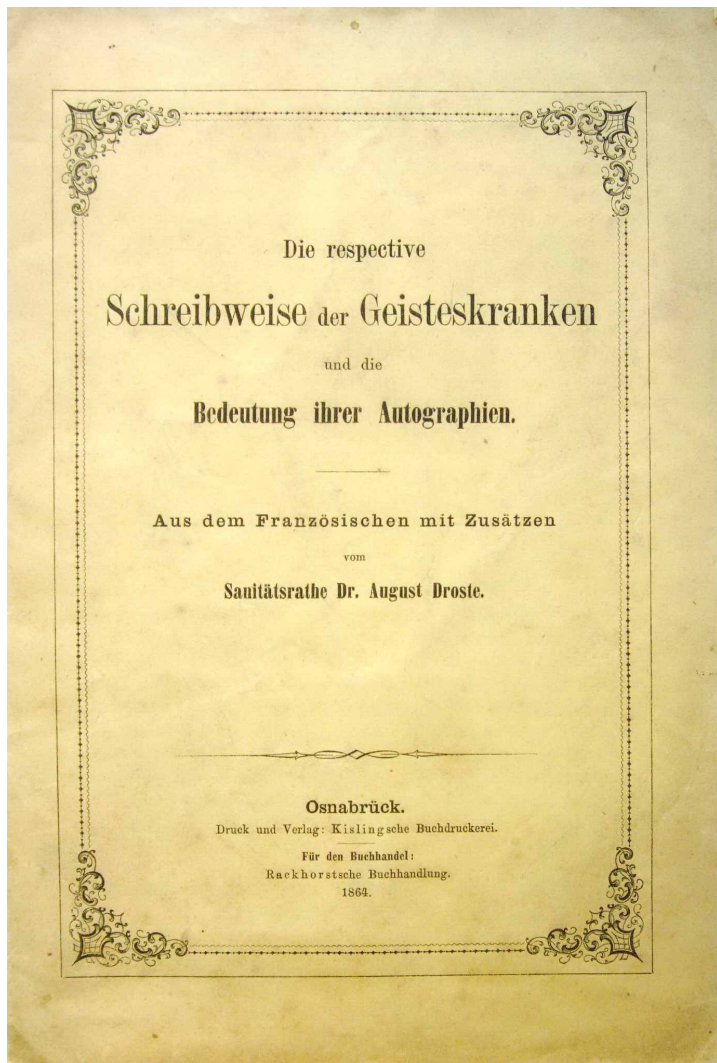 Die respective
Schreibweise der Geisteskranken
und die
Bedeutung ihrer Autographien.
Aus dem Französischen mit Zusätzen
vom
Sanitätsrathe Dr. August Droste.
Osnabrück.
Druck und Verlag: Kislingsche Buchdruckerei.
Für den Buchhandel:
Rackhorstsche Buchhandlung.
1864.